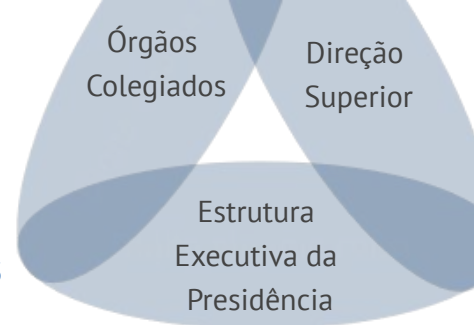 Órgãos
Colegiados
Direção
Superior
Estrutura
Executiva da
Presidência